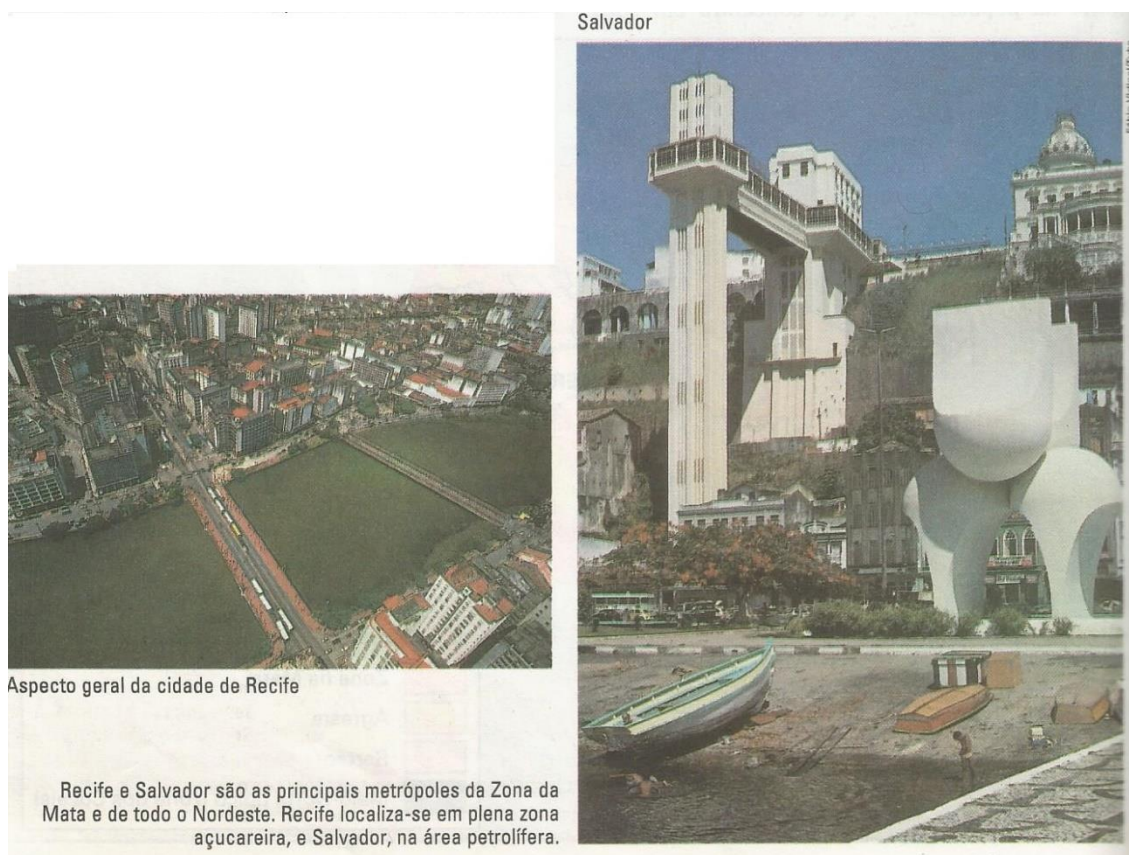 Salvador
Aspecto geral da cidade de Recife
Recife e Salvador são as principais metrópoles da Zona da
Mata e de todo o Nordeste. Recife localiza-se em plena zona
açucareira, e Salvador, na área petrolífera.